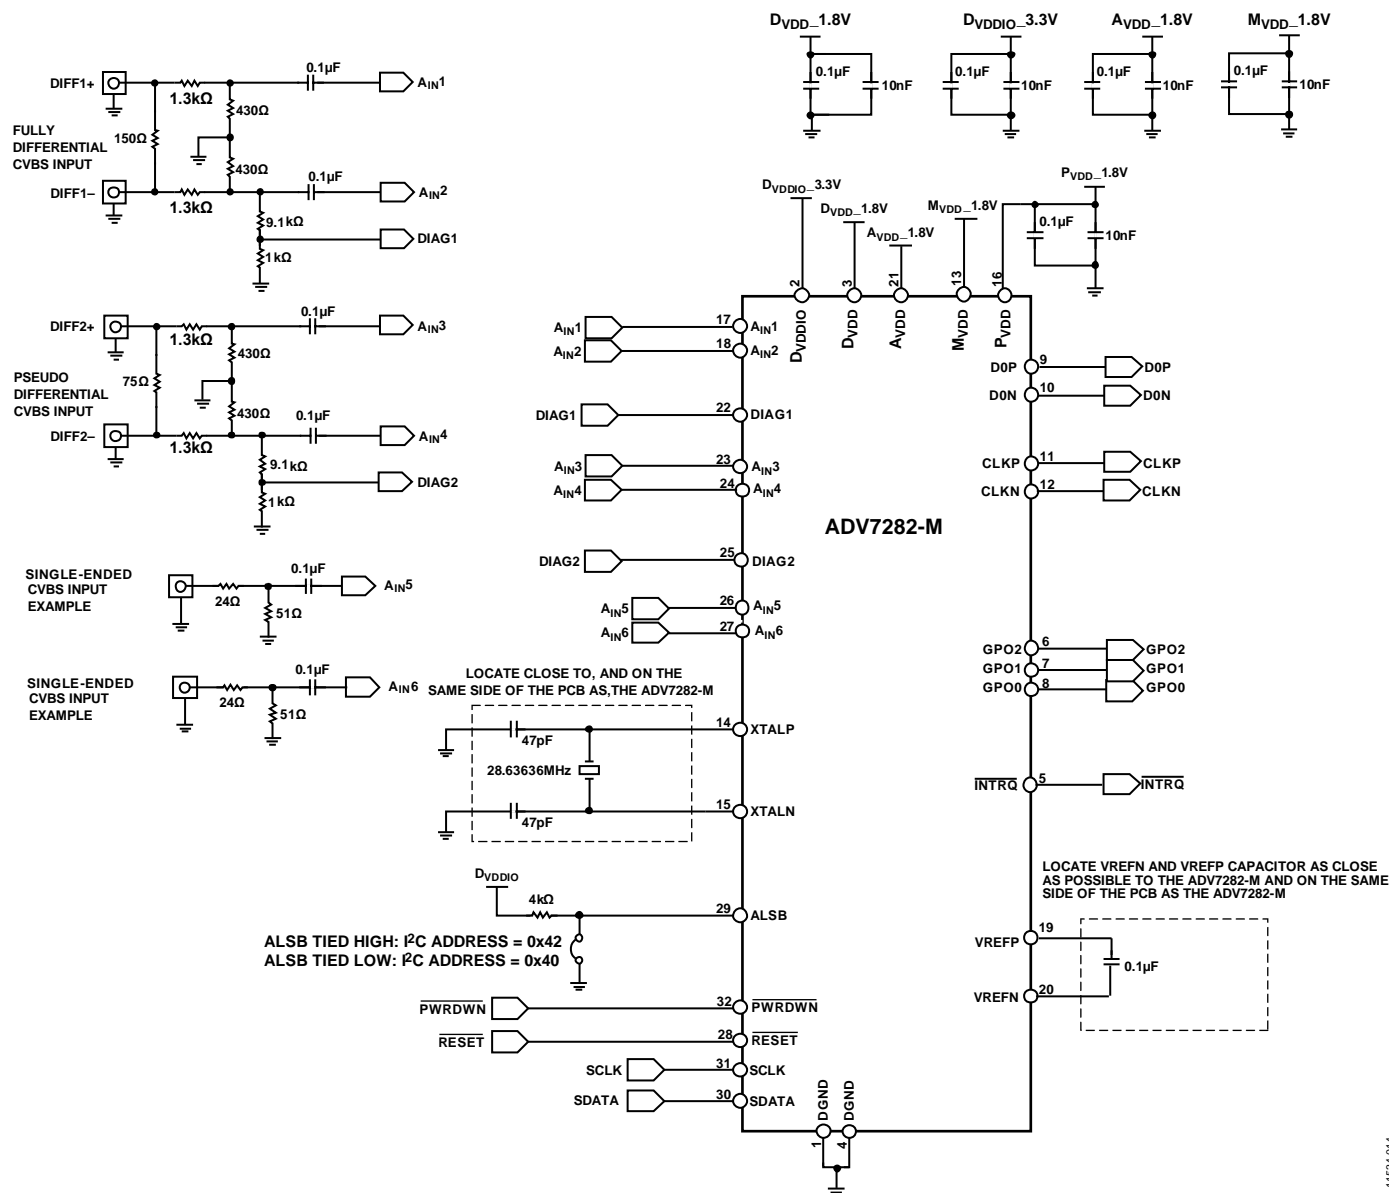 DVDD_1.8V
DVDDIO_3.3V
AVDD_1.8V
MVDD_1.8V
0.1µF
10nF
0.1µF
10nF
0.1µF
10nF
0.1µF
10nF
DIFF1+
1.3kΩ
0.1µF
AIN1
430Ω
FULLY
DIFFERENTIAL
CVBS INPUT
150Ω
430Ω
DIFF1–
1.3kΩ
0.1µF
AIN2
9.1kΩ
DIAG1
1kΩ
DIFF2+
1.3kΩ
0.1µF
AIN3
430Ω
PSEUDO
DIFFERENTIAL
CVBS INPUT
75Ω
430Ω
DIFF2–
1.3kΩ
0.1µF
AIN4
9.1kΩ
DIAG2
1kΩ
SINGLE-ENDED
CVBS INPUT
EXAMPLE
24Ω
51Ω
0.1µF
AIN5
SINGLE-ENDED
CVBS INPUT
EXAMPLE
24Ω
51Ω
0.1µF
AIN6
DVDDIO_3.3V
DVDD_1.8V
AVDD_1.8V
MVDD_1.8V
PVDD_1.8V
0.1µF
10nF
2
3
21
13
16
DVDDIO
DVDD
AVDD
MVDD
PVDD
AIN1
17
AIN1
AIN2
18
AIN2
DIAG1
22
DIAG1
AIN3
23
AIN3
AIN4
24
AIN4
DIAG2
25
DIAG2
AIN5
26
AIN5
AIN6
27
AIN6
ADV7282-M
D0P
9
D0P
D0N
10
D0N
CLKP
11
CLKP
CLKN
12
CLKN
GPO2
6
GPO2
GPO1
7
GPO1
GPO0
8
GPO0
INTRQ
5
INTRQ
LOCATE CLOSE TO, AND ON THE
SAME SIDE OF THE PCB AS,THE ADV7282-M
47pF
14
XTALP
28.63636MHz
47pF
15
XTALN
DVDDIO
4kΩ
29
ALSB
ALSB TIED HIGH: I2C ADDRESS = 0x42
ALSB TIED LOW: I2C ADDRESS = 0x40
PWRDWN
32
PWRDWN
RESET
28
RESET
SCLK
31
SCLK
SDATA
30
SDATA
LOCATE VREFN AND VREFP CAPACITOR AS CLOSE
AS POSSIBLE TO THE ADV7282-M AND ON THE SAME
SIDE OF THE PCB AS THE ADV7282-M
VREFP
19
0.1µF
VREFN
20
DGND
DGND
1
4